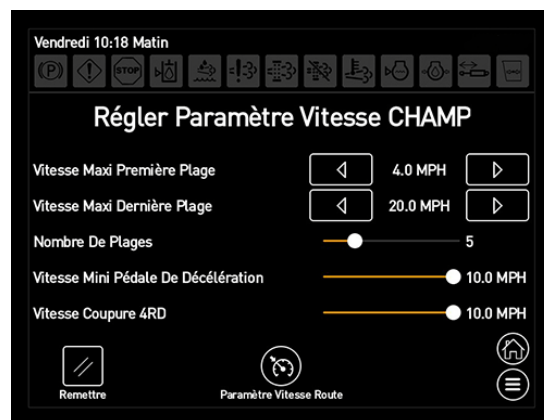 Vendredi 10:18 Matin
(P) STOP
Régler Paramètre Vitesse CHAMP
Vitesse Maxi Première Plage 4.0 MPH
Vitesse Maxi Dernière Plage 20.0 MPH
Nombre De Plages 5
Vitesse Mini Pédale De Décélération 10.0 MPH
Vitesse Coupure 4RD 10.0 MPH
Remettre Paramètre Vitesse Route